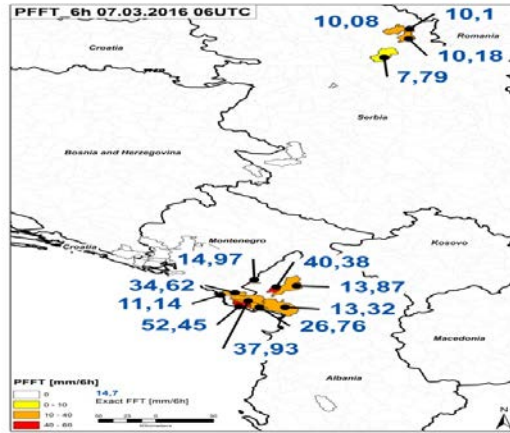 PFFT_6h 07.03.2016 06UTC
10,08
10,1
Croatia
Romania
10,18
7,79
Serbia
Bosnia and Herzegovina
Montenegro
Kosovo
Croatia
14,97
40,38
34,62
13,87
11,14
13,32
52,45
26,76
37,93
Macedonia
Albania
PFFT [mm/6h]
0
0 - 10
10 - 40
40 - 60
14,7
Exact FFT [mm/6h]
Kilometers
N